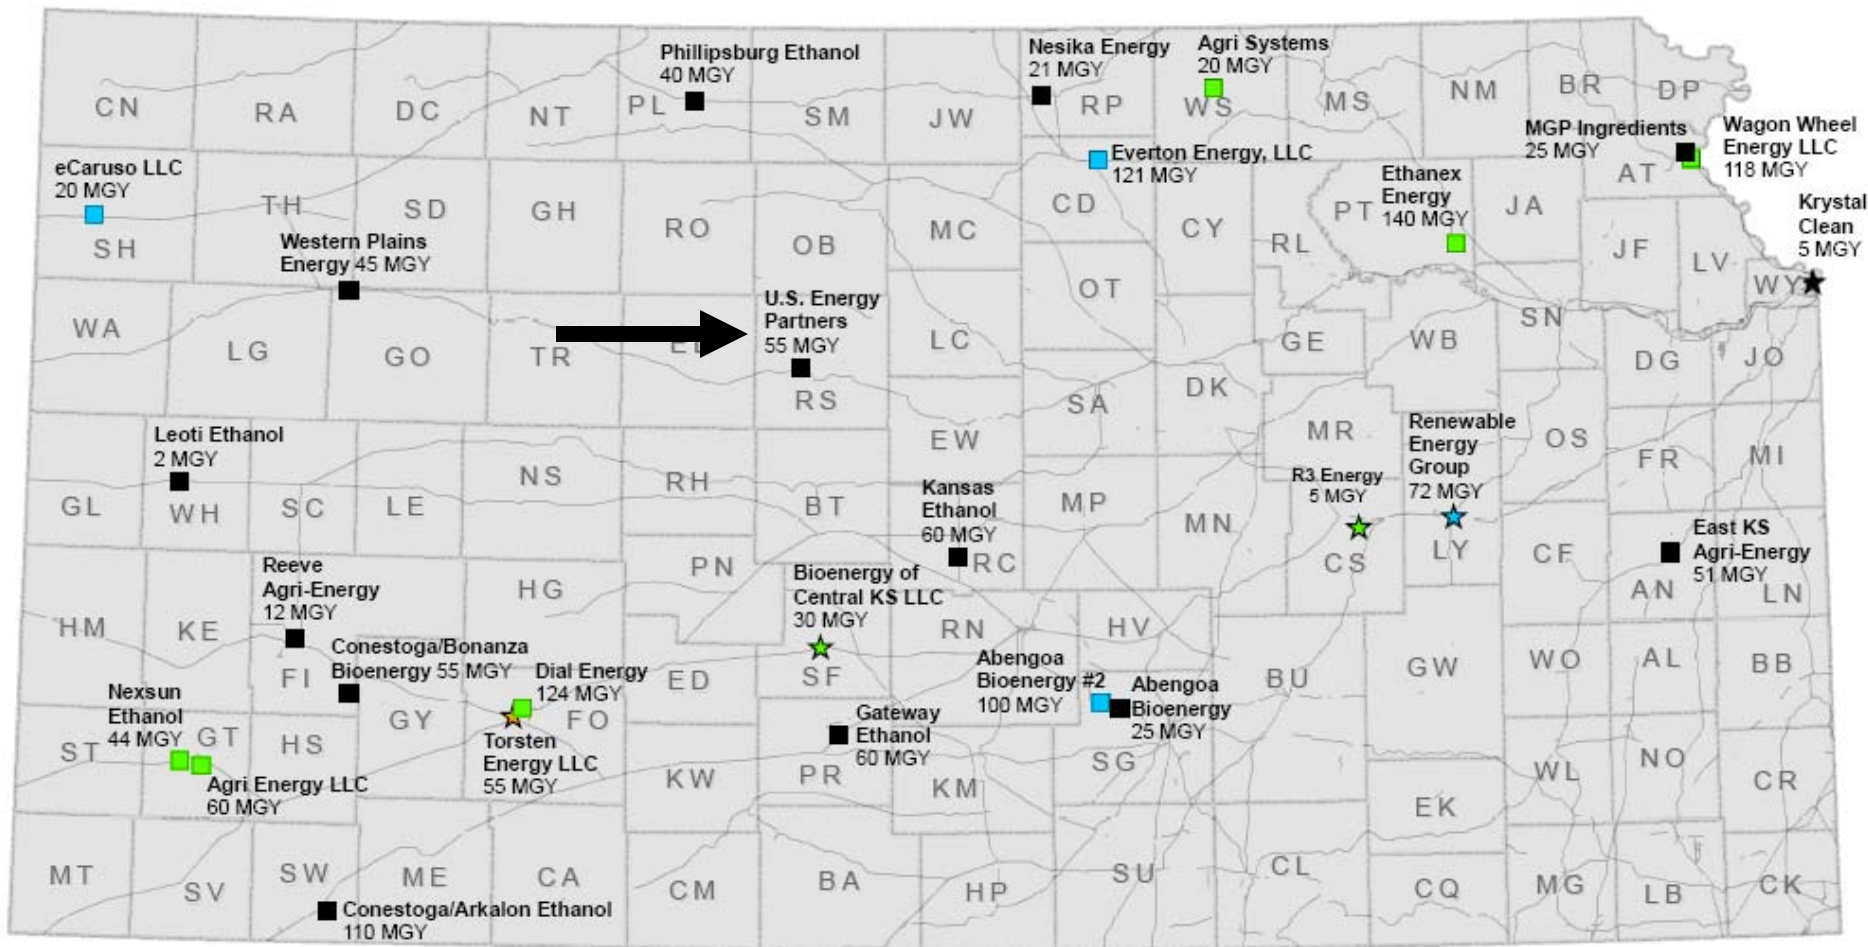 Phillipsburg Ethanol
40 MGY
Nesika Energy
21 MGY
Agri Systems
20 MGY
CN
RA
DC
NT
PL
SM
JW
RP
WS
MS
NM
BR
DP
MGP Ingredients
25 MGY
Wagon Wheel
Energy LLC
118 MGY
eCaruso LLC
20 MGY
Everton Energy, LLC
121 MGY
Ethanex
Energy
140 MGY
AT
Krystal
Clean
5 MGY
SH
TH
SD
GH
RO
OB
MC
CD
CY
RL
PT
JA
JF
LV
WY
Western Plains
Energy 45 MGY
U.S. Energy
Partners
55 MGY
OT
WA
LG
GO
TR
RS
LC
SA
DK
GE
WB
SN
DG
JO
Leoti Ethanol
2 MGY
EW
MR
Renewable
Energy
Group
72 MGY
OS
FR
MI
R3 Energy
5 MGY
Kansas
Ethanol
60 MGY
GL
WH
SC
LE
NS
RH
BT
MP
MN
East KS
Agri-Energy
51 MGY
RC
CS
LY
CF
AN
LN
Reeve
Agri-Energy
12 MGY
HG
PN
Bioenergy of
Central KS LLC
30 MGY
HM
KE
FI
Conestoga/Bonanza
Bioenergy 55 MGY
Dial Energy
124 MGY
ED
SF
RN
HV
Abengoa
Bioenergy #2
100 MGY
Abengoa
Bioenergy
25 MGY
BU
GW
WO
AL
BB
Nexsun
Ethanol
44 MGY
ST
GT
HS
GY
FO
Torsten
Energy LLC
55 MGY
Gateway
Ethanol
60 MGY
Agri Energy LLC
60 MGY
KW
PR
KM
SG
EK
WL
NO
CR
MT
SV
SW
ME
CA
CM
BA
HP
SU
CL
CQ
MG
LB
CK
Conestoga/Arkalon Ethanol
110 MGY